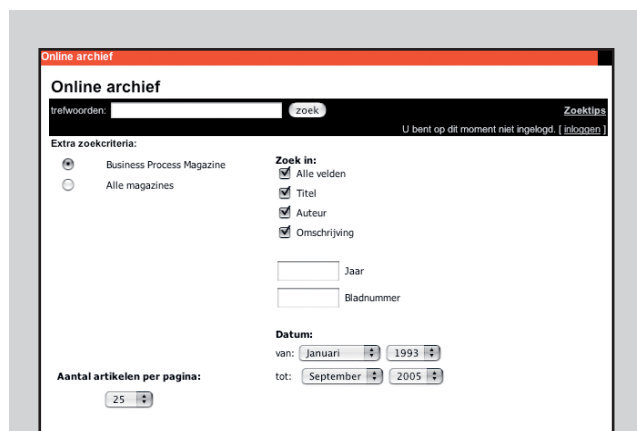 Online archief
Online archief
trefwoorden: zoek Zoektips
U bent op dit moment niet ingelogd. [ inloggen ]
Extra zoekcriteria:
Business Process Magazine
Alle magazines
Zoek in:
Alle velden
Titel
Auteur
Omschrijving
Jaar
Bladnummer
Datum:
van: Januari 1993
Aantal artikelen per pagina:
tot: September 2005
25